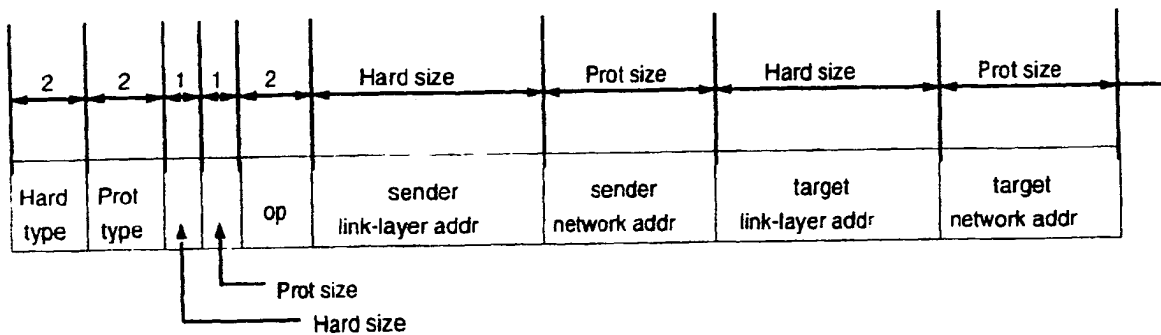 2 2 1 1 2 Hard size Prot size Hard size Prot size
Hard Prot op sender sender target target
type type link-layer addr network addr link-layer addr network addr
Prot size
Hard size